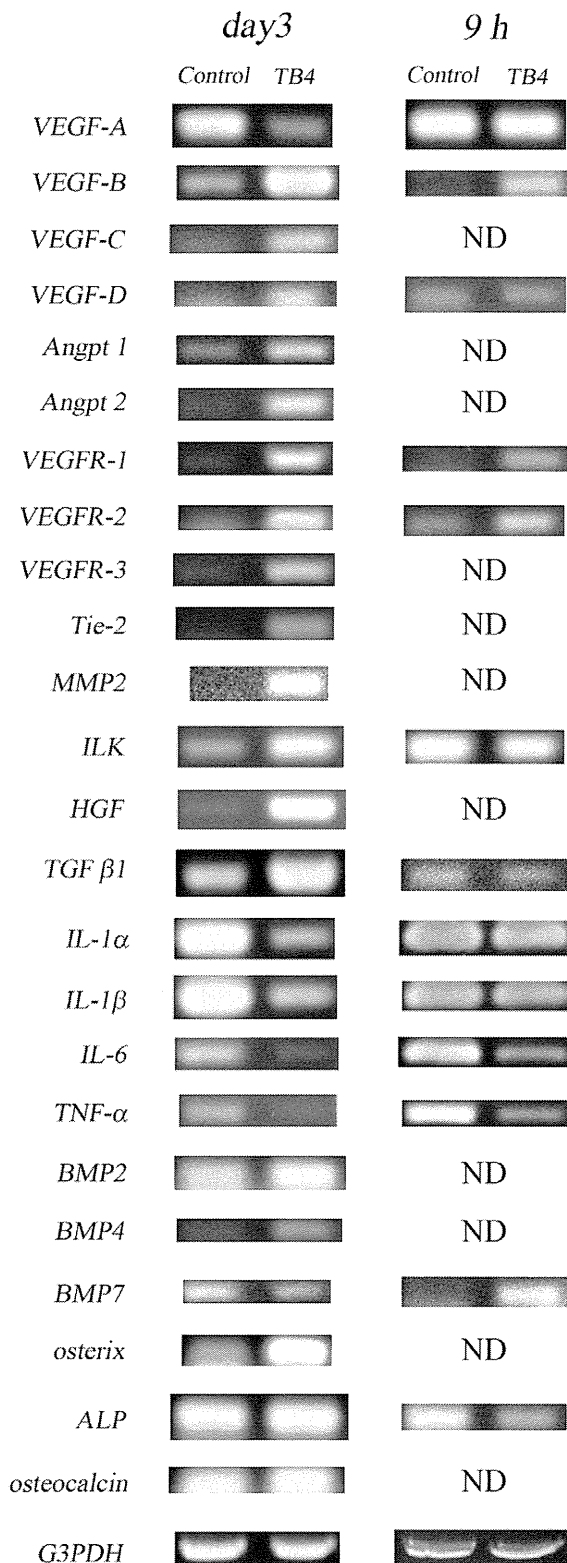 day3 9 h
Control TB4 Control TB4
VEGF-A
VEGF-B
VEGF-C ND
VEGF-D
Angpt 1 ND
Angpt 2 ND
VEGFR-1
VEGFR-2
VEGFR-3 ND
Tie-2 ND
MMP2 ND
ILK
HGF ND
TGF β1
IL-1α
IL-1β
IL-6
TNF-α
BMP2 ND
BMP4 ND
BMP7
osterix ND
ALP
osteocalcin ND
G3PDH